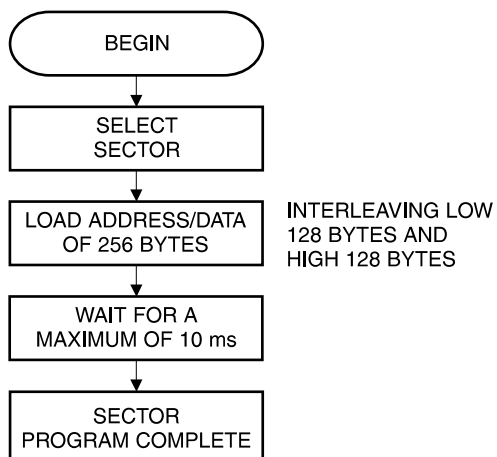 BEGIN
SELECT
SECTOR
LOAD ADDRESS/DATA
OF 256 BYTES
INTERLEAVING LOW
128 BYTES AND
HIGH 128 BYTES
WAIT FOR A
MAXIMUM OF 10 ms
SECTOR
PROGRAM COMPLETE